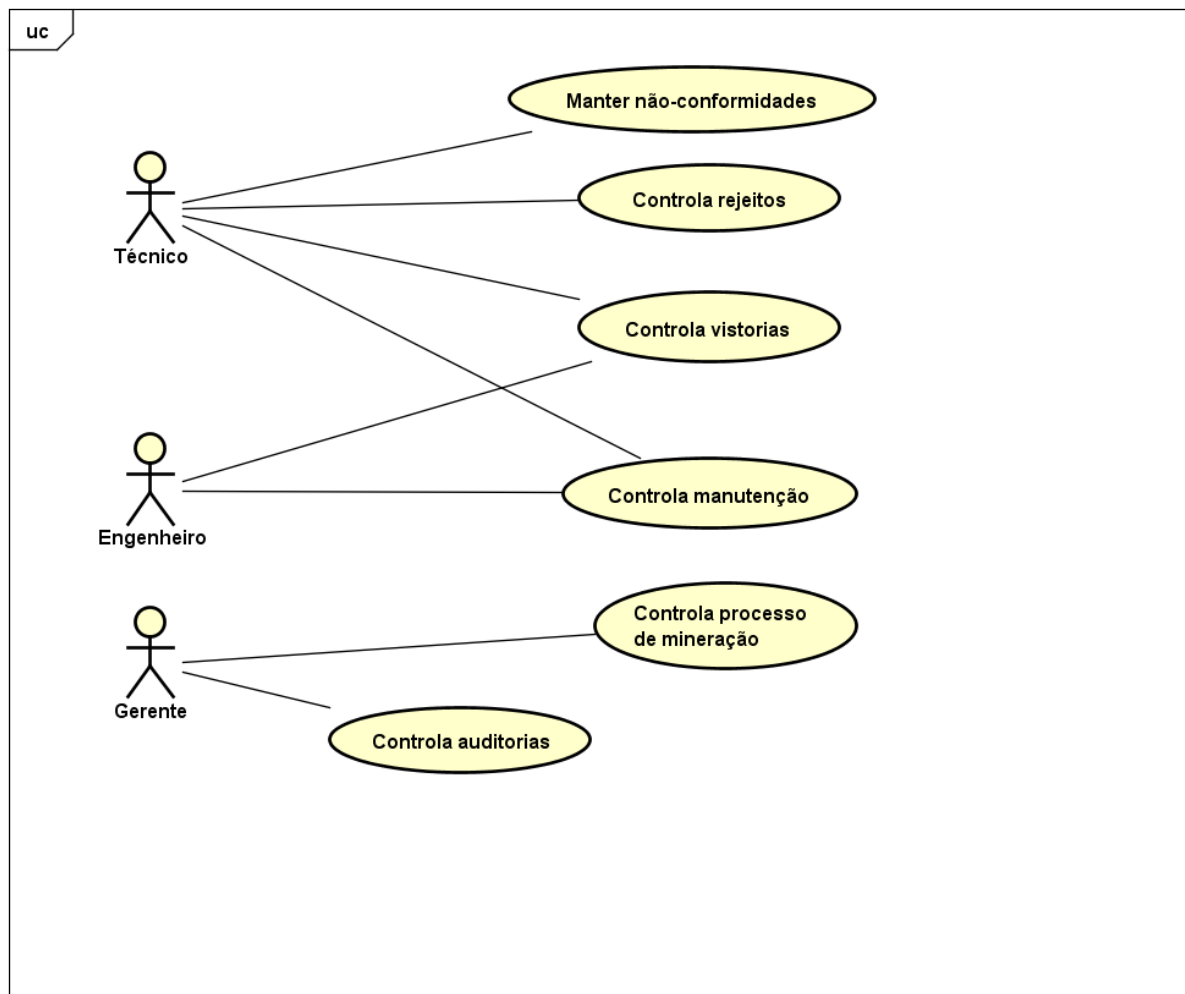 uc
Manter não-conformidades
Controla rejeitos
Técnico
Controla vistorias
Controla manutenção
Engenheiro
Controla processo
de mineração
Gerente
Controla auditorias